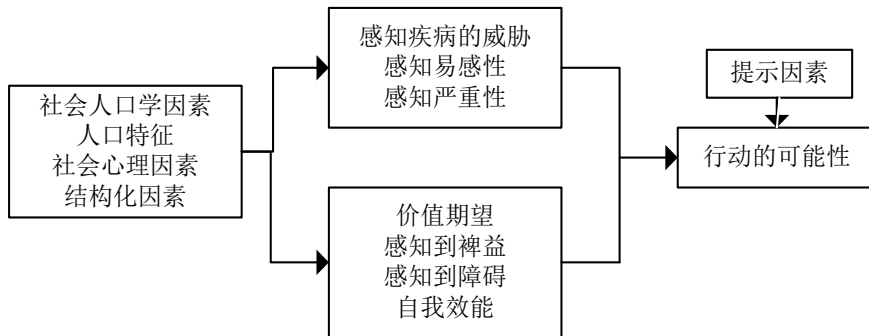 社会人口学因素
人口特征
社会心理因素
结构化因素
感知疾病的威胁
感知易感性
感知严重性
价值期望
感知到裨益
感知到障碍
自我效能
提示因素
行动的可能性